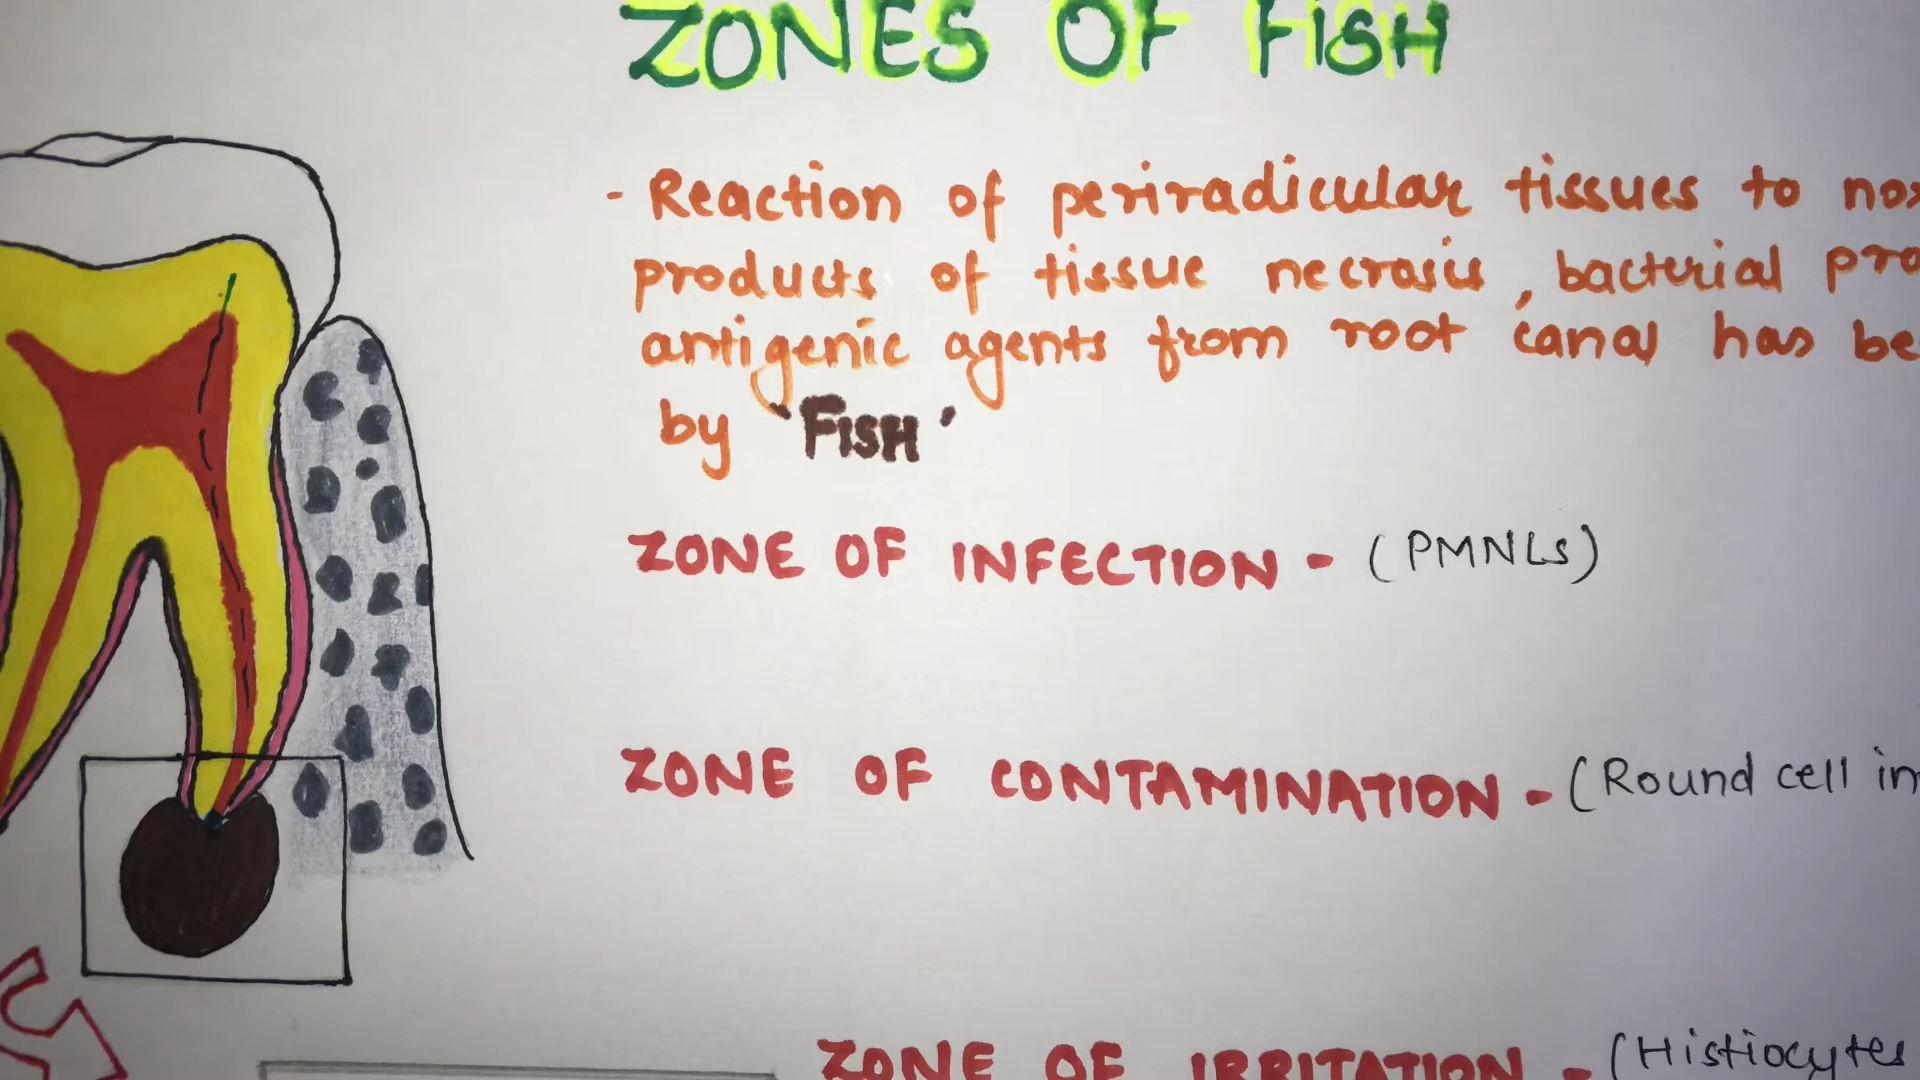 ZONES OF FISH
- Reaction of periradicular tissues to
products of tissue necrosis, bacterial
antigenic agents from root canal has
by 'FISH'
ZONE OF INFECTION - (PMNLs)
ZONE OF CONTAMINATION - (Round cell
ZONE OF IRRITATION - (Histiocytes